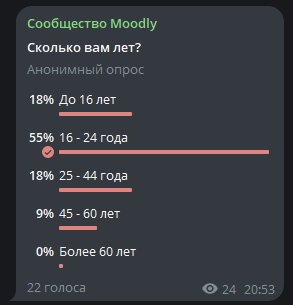 Сообщество Moodly
Сколько вам лет?
Анонимный опрос
18% До 16 лет
55% 16 - 24 года
18% 25 - 44 года
9% 45 - 60 лет
0% Более 60 лет
22 голоса 24 20:53